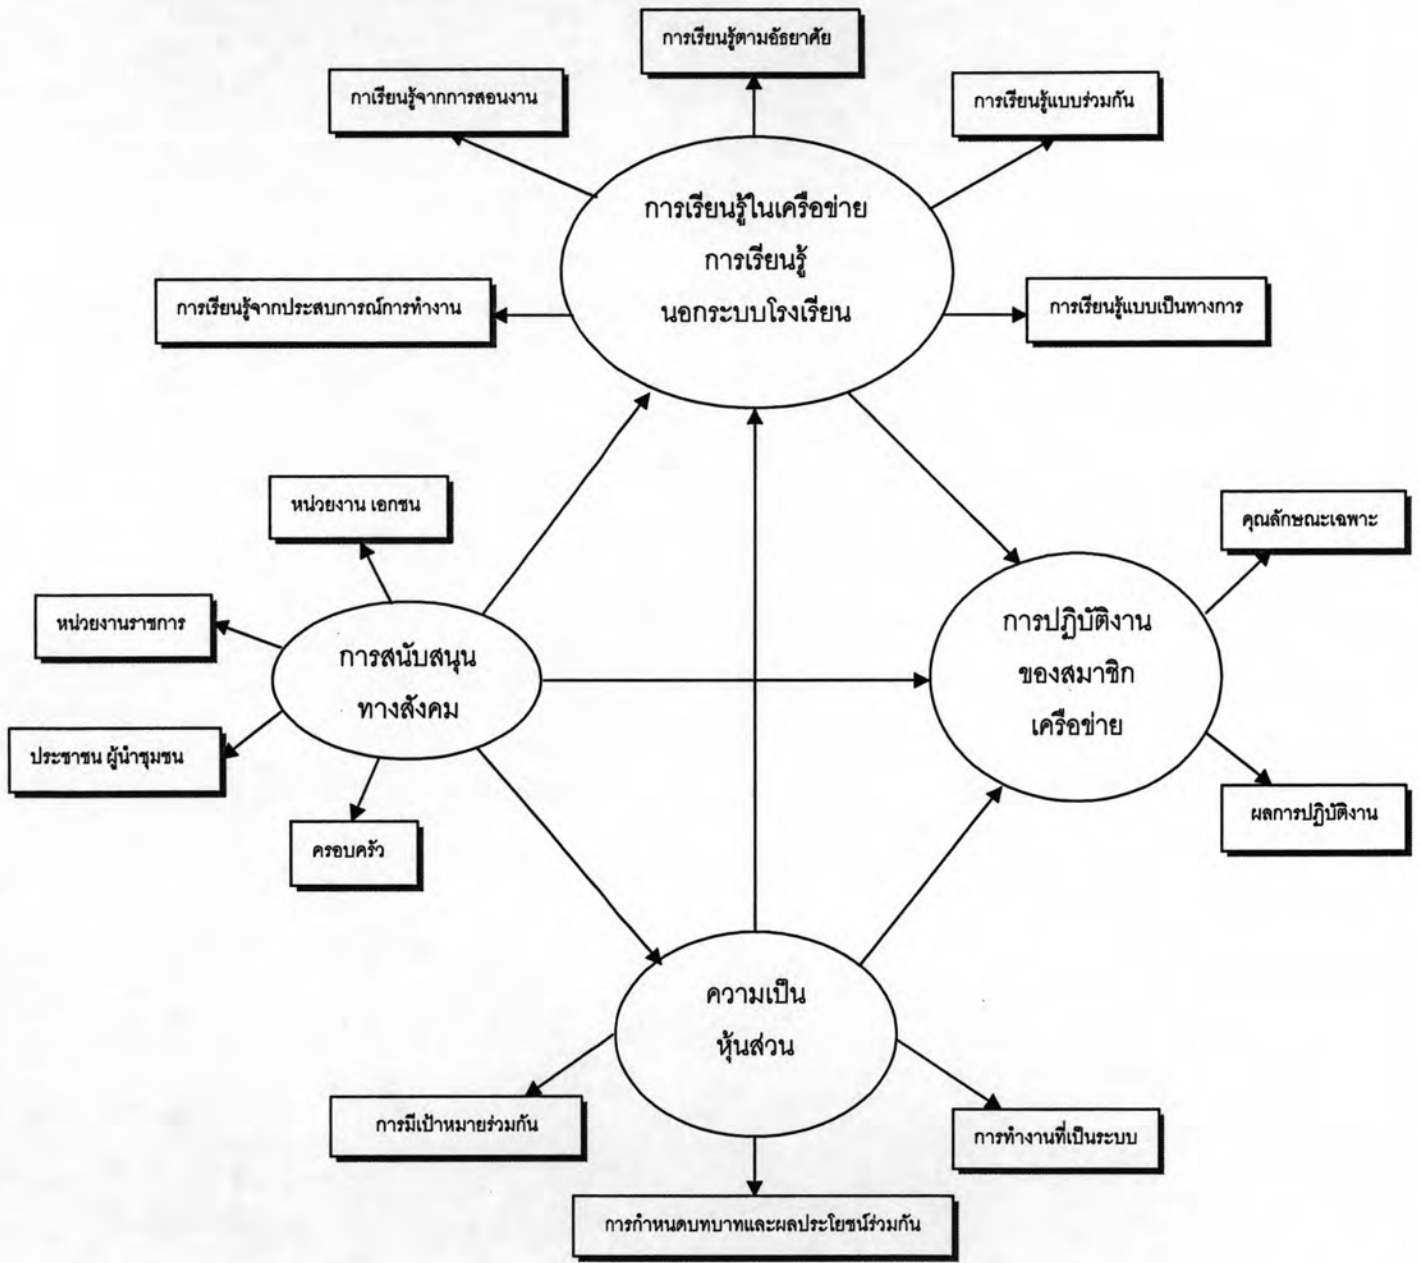 การเรียนรู้ตามอัธยาศัย
กาเรียนรู้จากการสอนงาน
การเรียนรู้แบบร่วมกัน
การเรียนรู้ในเครือข่าย
การเรียนรู้
นอกระบบโรงเรียน
การเรียนรู้จากประสบการณ์การทำงาน
การเรียนรู้แบบเป็นทางการ
หน่วยงาน เอกชน
คุณลักษณะเฉพาะ
หน่วยงานราชการ
การสนับสนุน
ทางสังคม
การปฏิบัติงาน
ของสมาชิก
เครือข่าย
ประชาชน ผู้นำชุมชน
ครอบครัว
ผลการปฏิบัติงาน
ความเป็น
หุ้นส่วน
การมีเป้าหมายร่วมกัน
การทำงานที่เป็นระบบ
การกำหนดบทบาทและผลประโยชน์ร่วมกัน